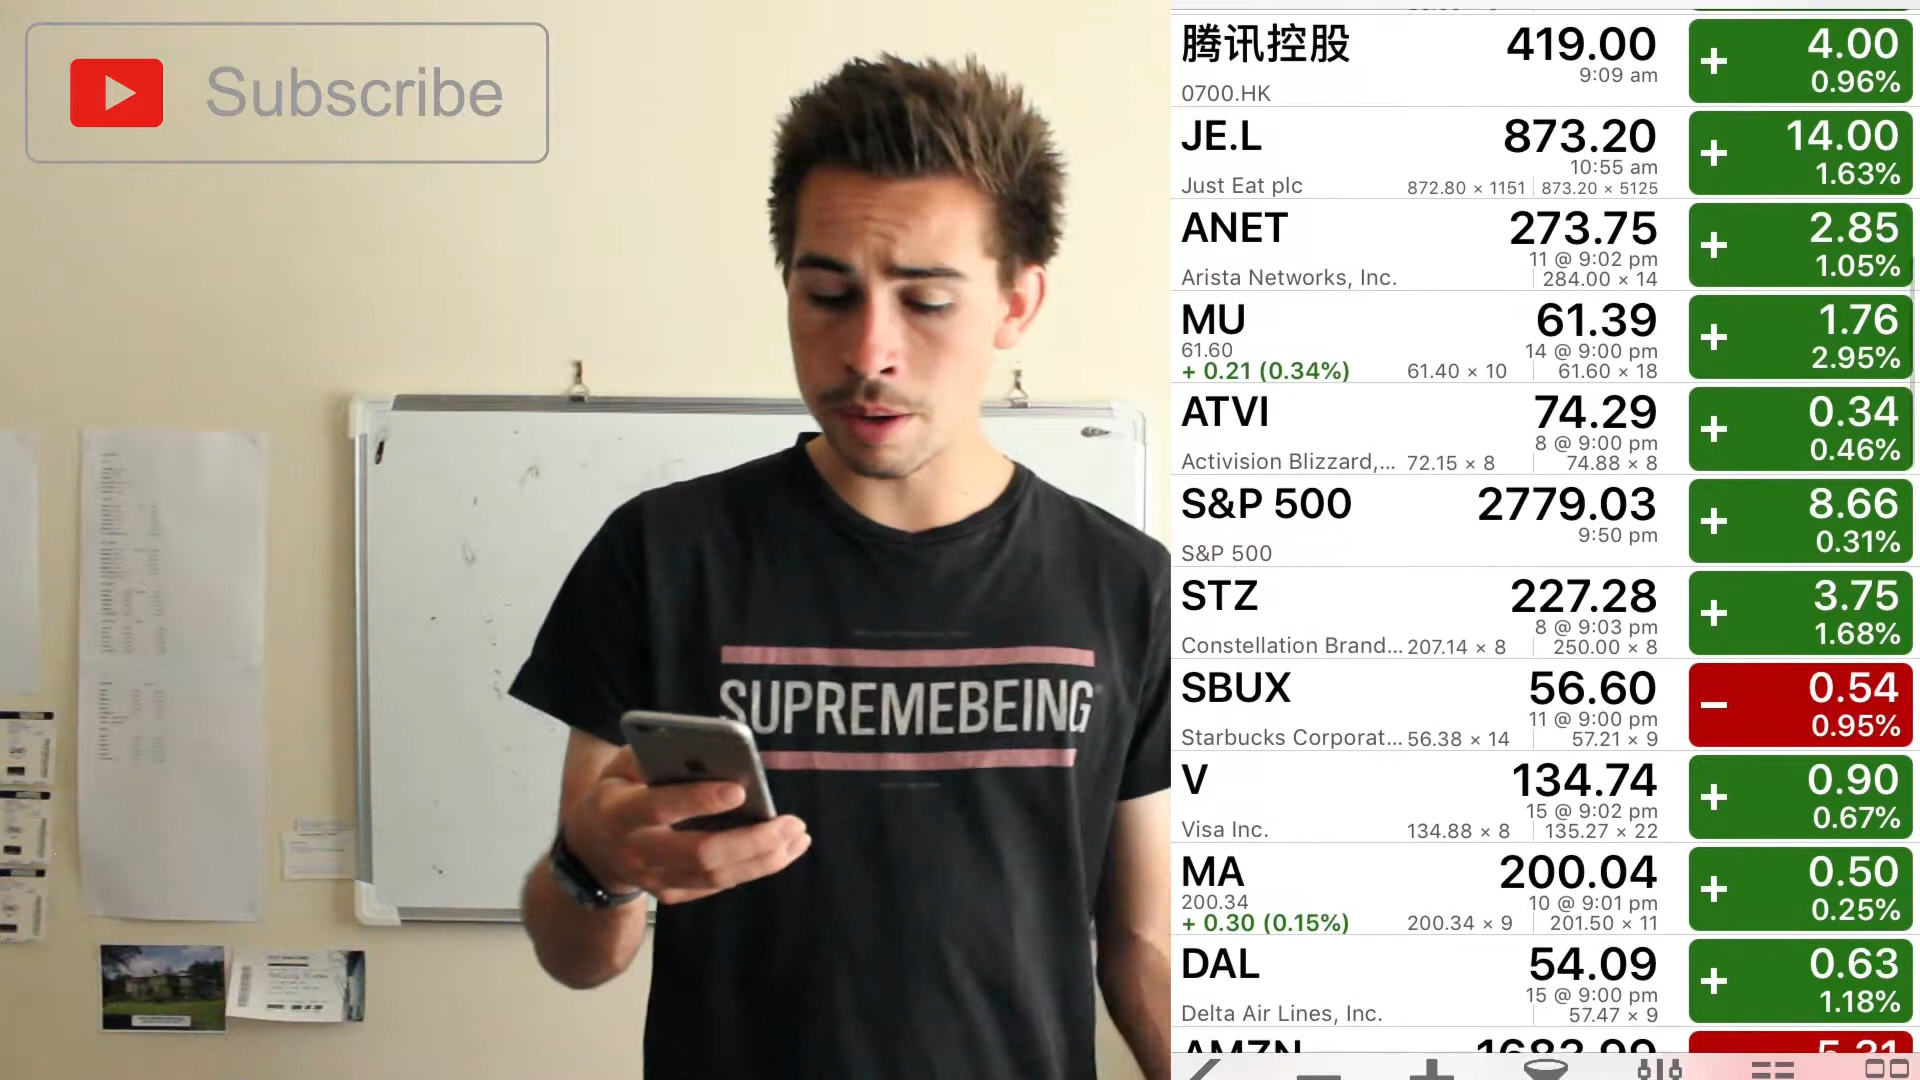 Subscribe
SUPREMEBEING
腾讯控股 419.00 + 4.00
9:09 am 0.96%
0700.HK
JE.L 873.20 + 14.00
10:55 am 1.63%
Just Eat plc 872.80 × 1151 873.20 × 5125
ANET 273.75 + 2.85
11 @ 9:02 pm 1.05%
Arista Networks, Inc. 284.00 × 14
MU 61.39 + 1.76
61.60 14 @ 9:00 pm 2.95%
+ 0.21 (0.34%) 61.40 × 10 61.60 × 18
ATVI 74.29 + 0.34
8 @ 9:00 pm 0.46%
Activision Blizzard,... 72.15 × 8 74.88 × 8
S&P 500 2779.03 + 8.66
9:50 pm 0.31%
S&P 500
STZ 227.28 + 3.75
8 @ 9:03 pm 1.68%
Constellation Brand... 207.14 × 8 250.00 × 8
SBUX 56.60 − 0.54
11 @ 9:00 pm 0.95%
Starbucks Corporat... 56.38 × 14 57.21 × 9
V 134.74 + 0.90
15 @ 9:02 pm 0.67%
Visa Inc. 134.88 × 8 135.27 × 22
MA 200.04 + 0.50
200.34 10 @ 9:01 pm 0.25%
+ 0.30 (0.15%) 200.34 × 9 201.50 × 11
DAL 54.09 + 0.63
15 @ 9:00 pm 1.18%
Delta Air Lines, Inc. 57.47 × 9
AMZN 1683.99